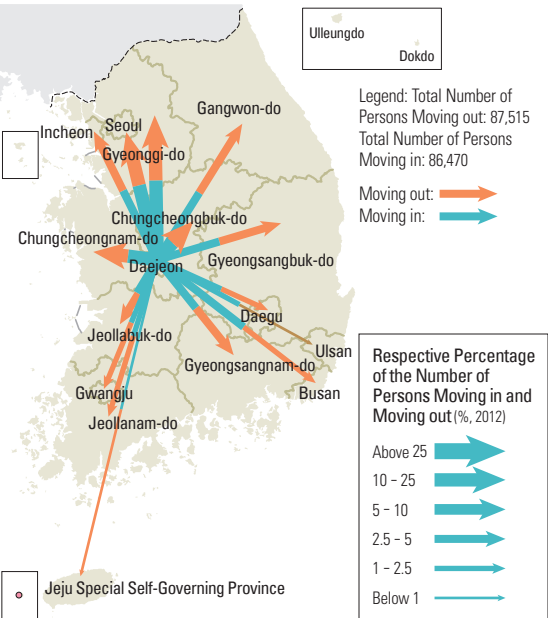 Ulleungdo
Dokdo
Legend: Total Number of
Persons Moving out: 87,515
Total Number of Persons
Moving in: 86,470
Moving out:
Moving in:
Gangwon-do
Seoul
Incheon
Gyeonggi-do
Chungcheongbuk-do
Chungcheongnam-do
Daejeon
Gyeongsangbuk-do
Daegu
Jeollabuk-do
Ulsan
Gyeongsangnam-do
Gwangju
Busan
Jeollanam-do
Jeju Special Self-Governing Province
Respective Percentage
of the Number of
Persons Moving in and
Moving out (%, 2012)
Above 25
10 - 25
5 - 10
2.5 - 5
1 - 2.5
Below 1